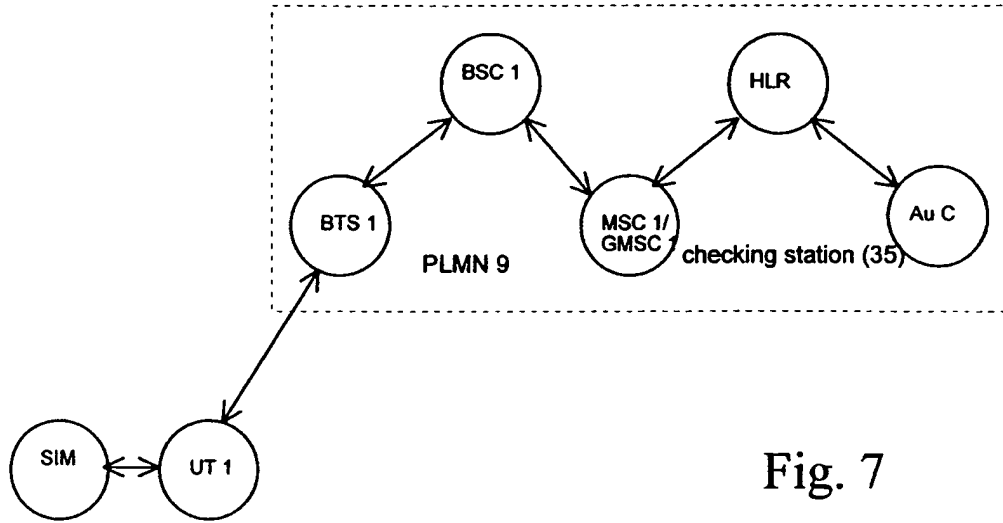 BSC 1
HLR
BTS 1
MSC 1/
GMSC 1
Au C
PLMN 9
checking station (35)
SIM
UT 1
Fig. 7